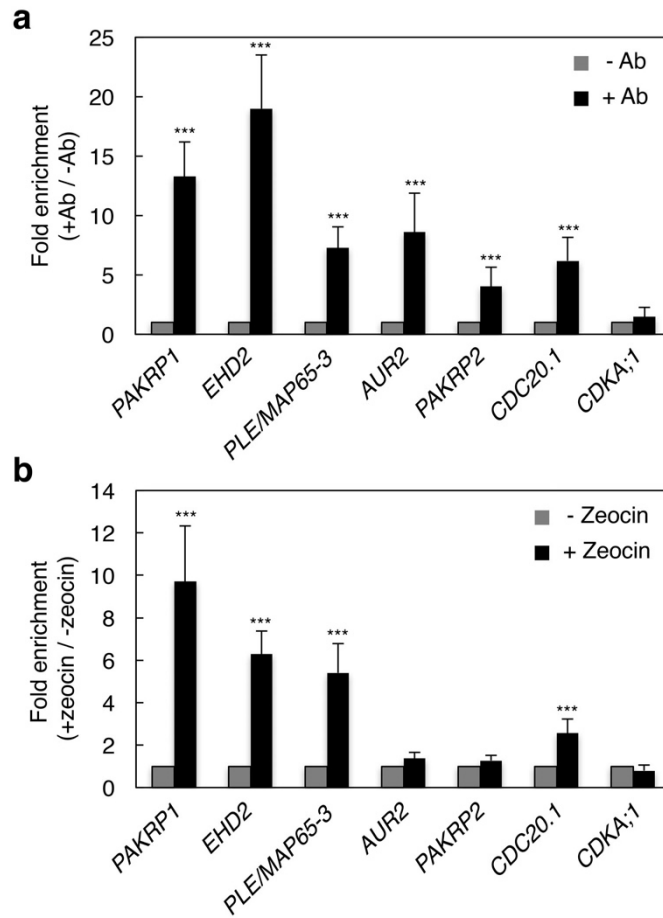 a
Fold enrichment
(+Ab / -Ab)
25
20
15
10
5
0
- Ab
+ Ab
***
***
***
***
***
***
PAKRP1
EHD2
PLE/MAP65-3
AUR2
PAKRP2
CDC20.1
CDKA;1
b
Fold enrichment
(+zeocin / -zeocin)
14
12
10
8
6
4
2
0
- Zeocin
+ Zeocin
***
***
***
***
PAKRP1
EHD2
PLE/MAP65-3
AUR2
PAKRP2
CDC20.1
CDKA;1